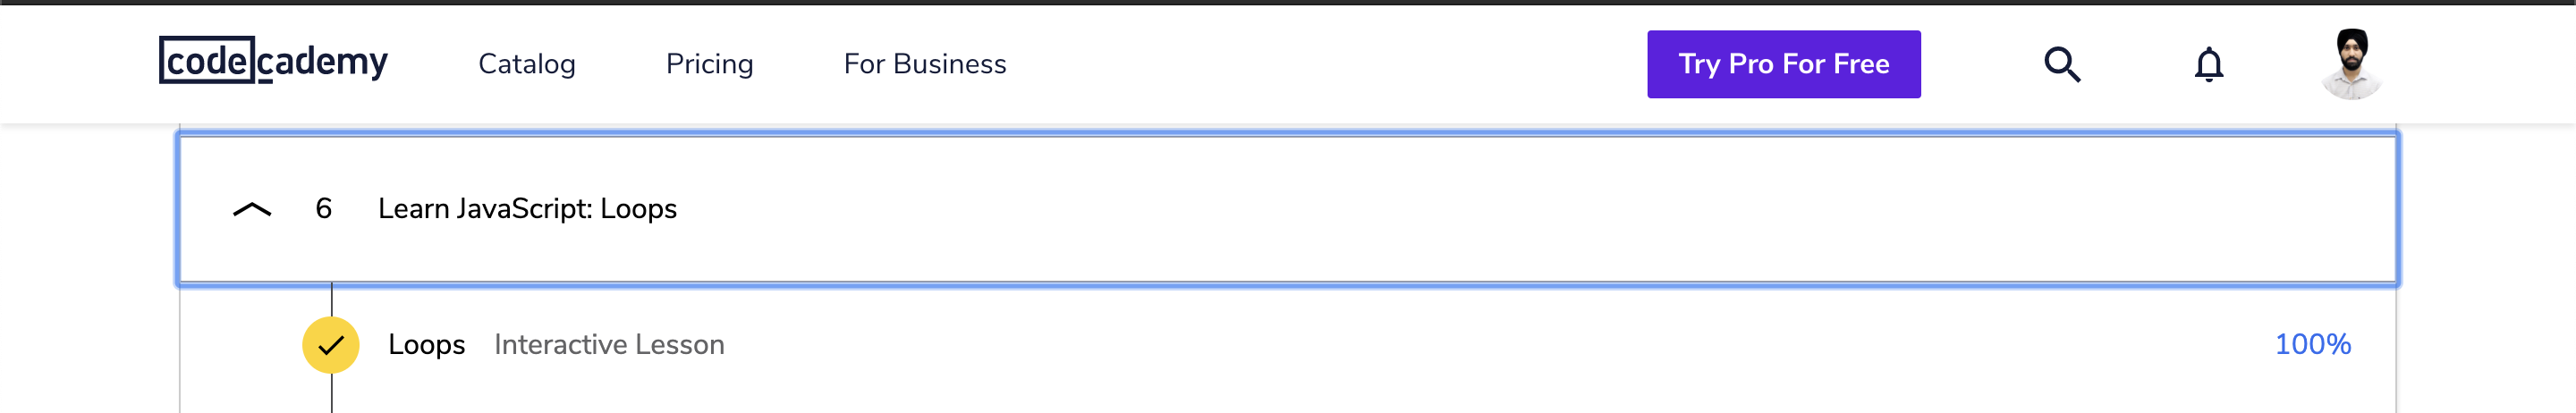 codecademy Catalog Pricing For Business Try Pro For Free
6 Learn JavaScript: Loops
Loops Interactive Lesson 100%